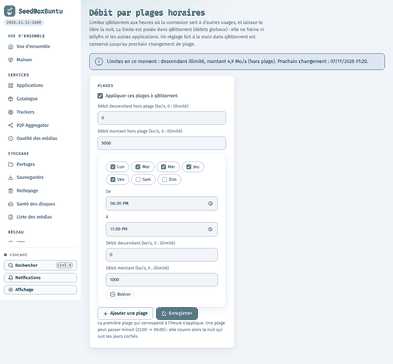 SeedBoxBuntu
2026.11.11-1600
VUE D'ENSEMBLE
Vue d'ensemble
Maison
SERVICES
Applications
Catalogue
Trackers
P2P Aggregator
Qualité des médias
STOCKAGE
Portages
Sauvegardes
Nettoyage
Santé des disques
Liste des médias
RÉSEAU
vincent
Rechercher Ctrl K
Notifications
Affichage
Débit par plages horaires
Limites qBittorrent aux heures où la connexion sert à d'autres usages, et laissez-le
libre la nuit. La limite est posée dans qBittorrent (débits globaux) : elle ne freine ni
Jellyfin ni les autres applications. Un réglage fait à la main dans qBittorrent est
conservé jusqu'au prochain changement de plage.
Limites en ce moment : descendant illimité, montant 4,9 Mo/s (hors plage). Prochain changement : 07/11/2026 01:20.
PLAGES
Appliquer ces plages à qBittorrent
Débit descendant hors plage (ko/s, 0 : illimité)
0
Débit montant hors plage (ko/s, 0 : illimité)
5000
Lun Mar Mer Jeu
Ven Sam Dim
De
06:00 PM
À
11:00 PM
Débit descendant (ko/s, 0 : illimité)
0
Débit montant (ko/s, 0 : illimité)
1000
Retirer
+ Ajouter une plage Enregistrer
La première plage qui correspond à l'heure s'applique. Une plage
peut passer minuit (23:00 → 06:00) : elle couvre alors la nuit qui
suit les jours cochés.